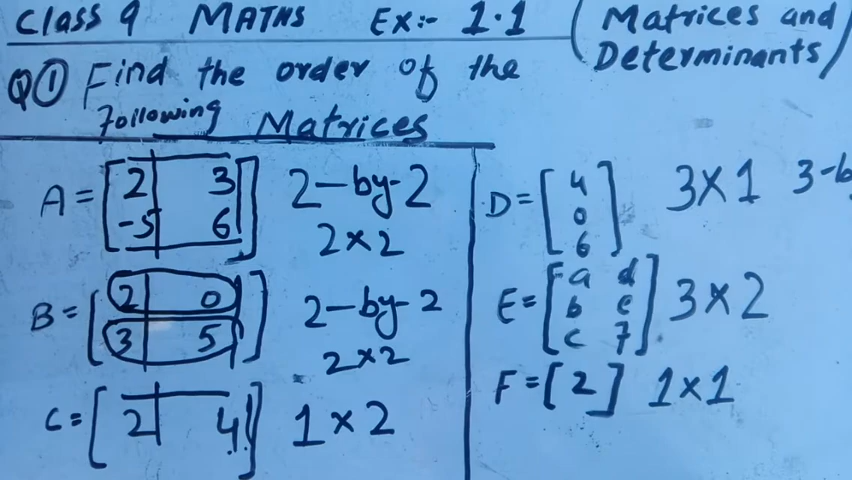 Class 9 MATHS Ex:- 1.1 (Matrices and Determinants)
Q① Find the order of the
following Matrices
A = [2 3
-5 6] 2-by-2
2×2
B = [2 0
3 5] 2-by-2
2×2
C = [2 4] 1×2
D = [4
0
6] 3×1 3-b
E = [a d
b e
c f] 3×2
F = [2] 1×1